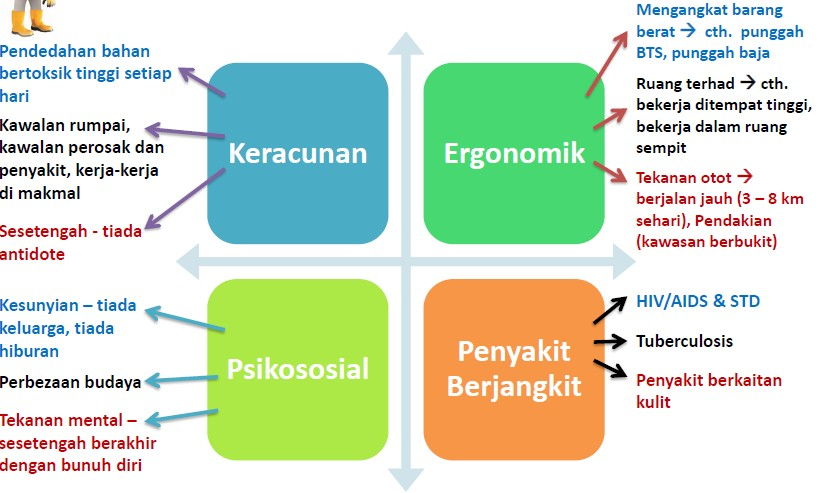 Pendedahan bahan
bertoksik tinggi setiap
hari
Kawalan rumpai,
kawalan perosak dan
penyakit, kerja-kerja
di makmal
Sesetengah - tiada
antidote
Keracunan
Ergonomik
Mengangkat barang
berat → cth. punggah
BTS, punggah baja
Ruang terhad → cth.
bekerja ditempat tinggi,
bekerja dalam ruang
sempit
Tekanan otot →
berjalan jauh (3 – 8 km
sehari), Pendakian
(kawasan berbukit)
Kesunyian – tiada
keluarga, tiada
hiburan
Perbezaan budaya
Tekanan mental –
sesetengah berakhir
dengan bunuh diri
Psikososial
Penyakit
Berjangkit
HIV/AIDS & STD
Tuberculosis
Penyakit berkaitan
kulit